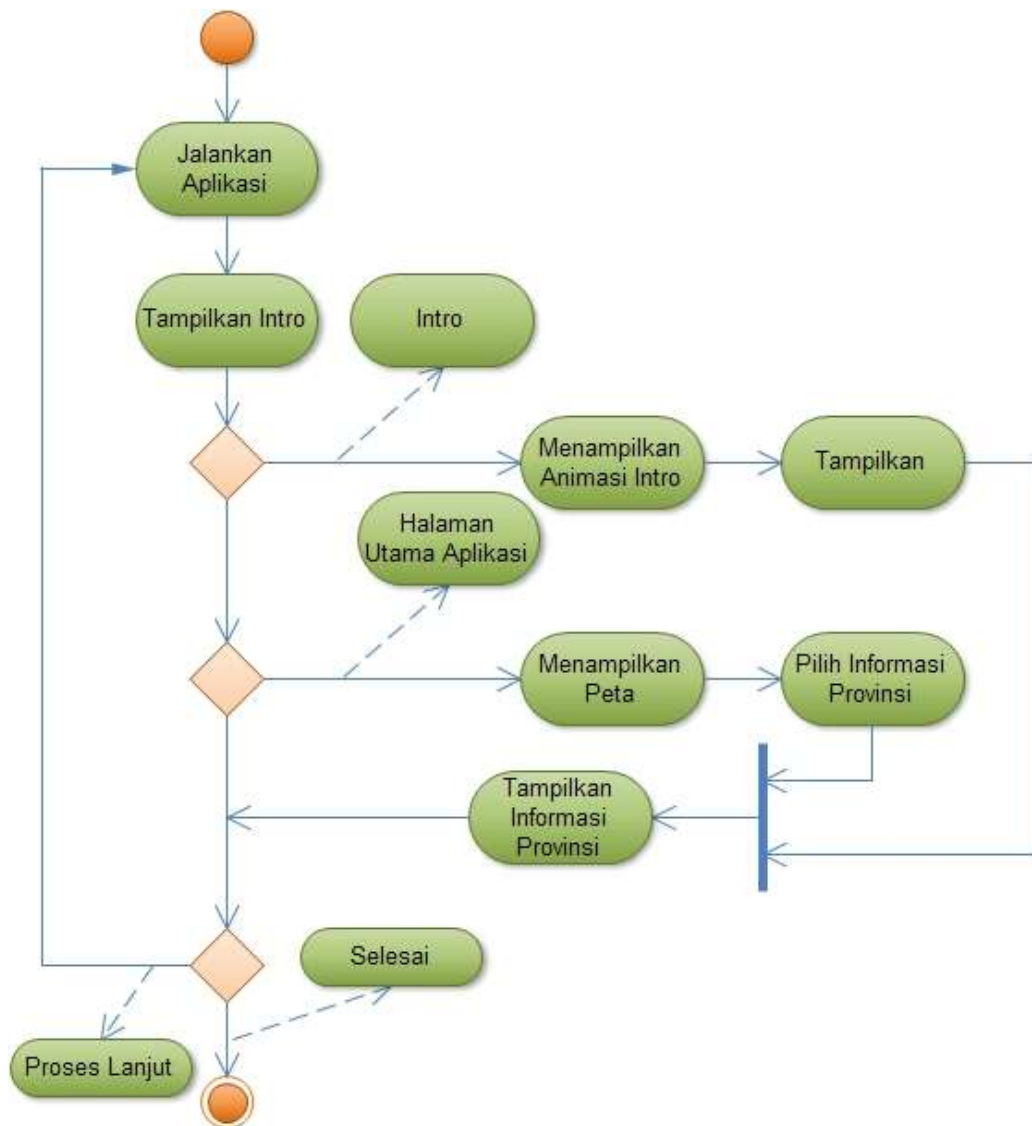 Jalankan
Aplikasi
Tampilkan Intro
Intro
Menampilkan
Animasi Intro
Tampilkan
Halaman
Utama Aplikasi
Menampilkan
Peta
Pilih Informasi
Provinsi
Tampilkan
Informasi
Provinsi
Selesai
Proses Lanjut